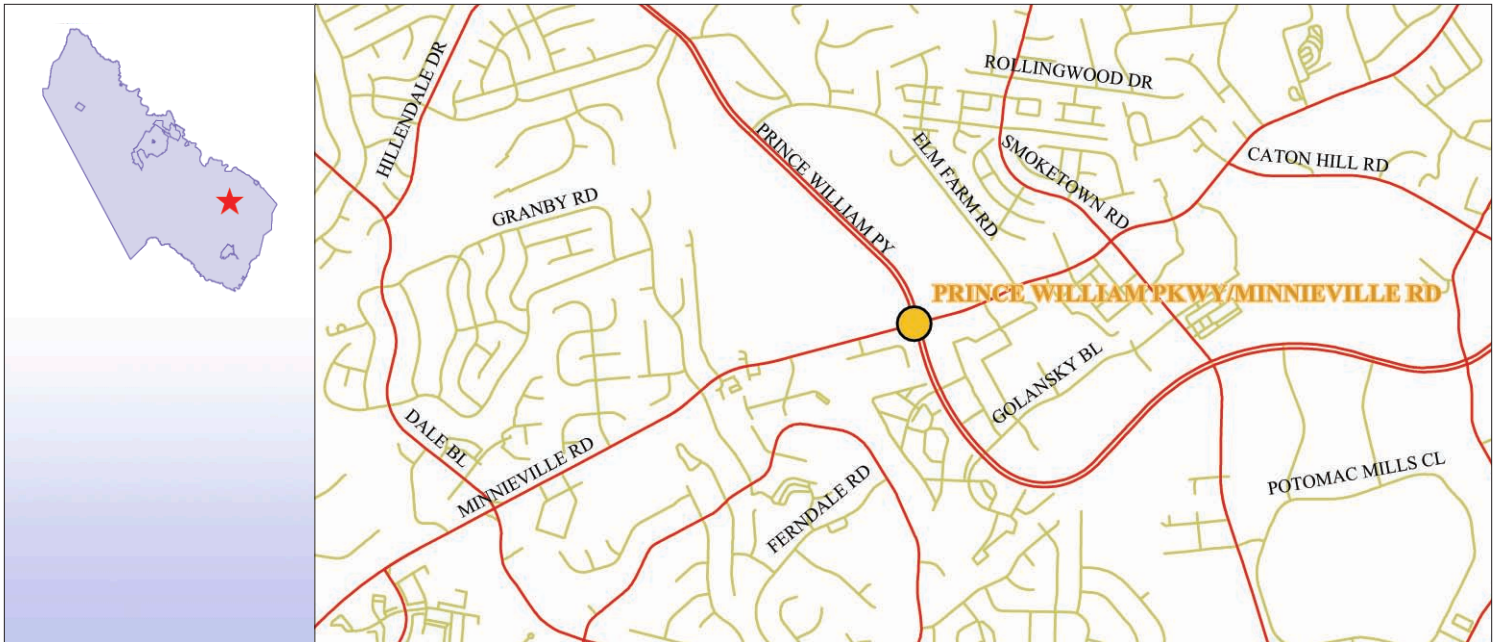 HILLENDALE DR
ROLLINGWOOD DR
PRINCE WILLIAM PY
ELM FARM RD
SMOKETOWN RD
CATON HILL RD
GRANBY RD
PRINCE WILLIAM PKWY/MINNIEVILLE RD
GOLANSKY BL
DALE BL
MINNIEVILLE RD
FERNDALE RD
POTOMAC MILLS CL